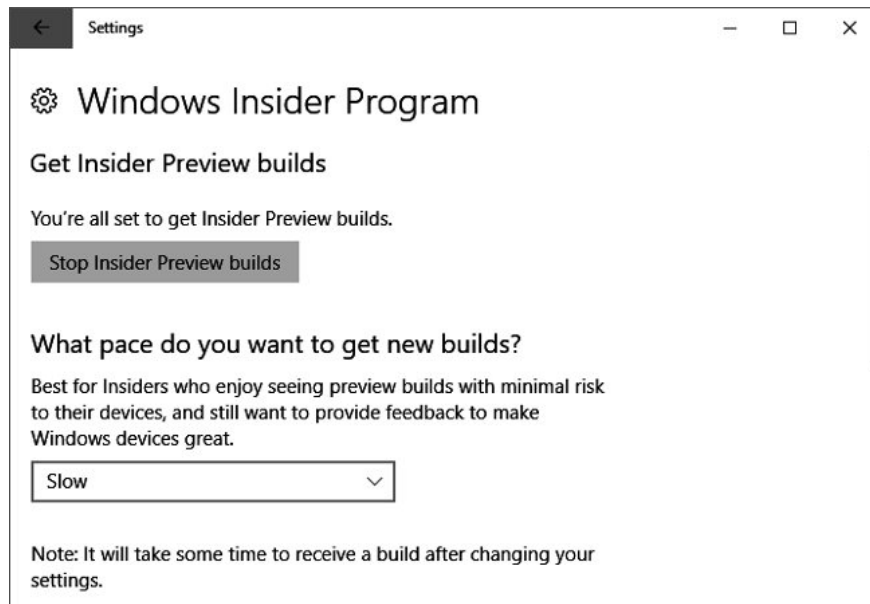 Settings
Windows Insider Program
Get Insider Preview builds
You're all set to get Insider Preview builds.
Stop Insider Preview builds
What pace do you want to get new builds?
Best for Insiders who enjoy seeing preview builds with minimal risk
to their devices, and still want to provide feedback to make
Windows devices great.
Slow
Note: It will take some time to receive a build after changing your
settings.